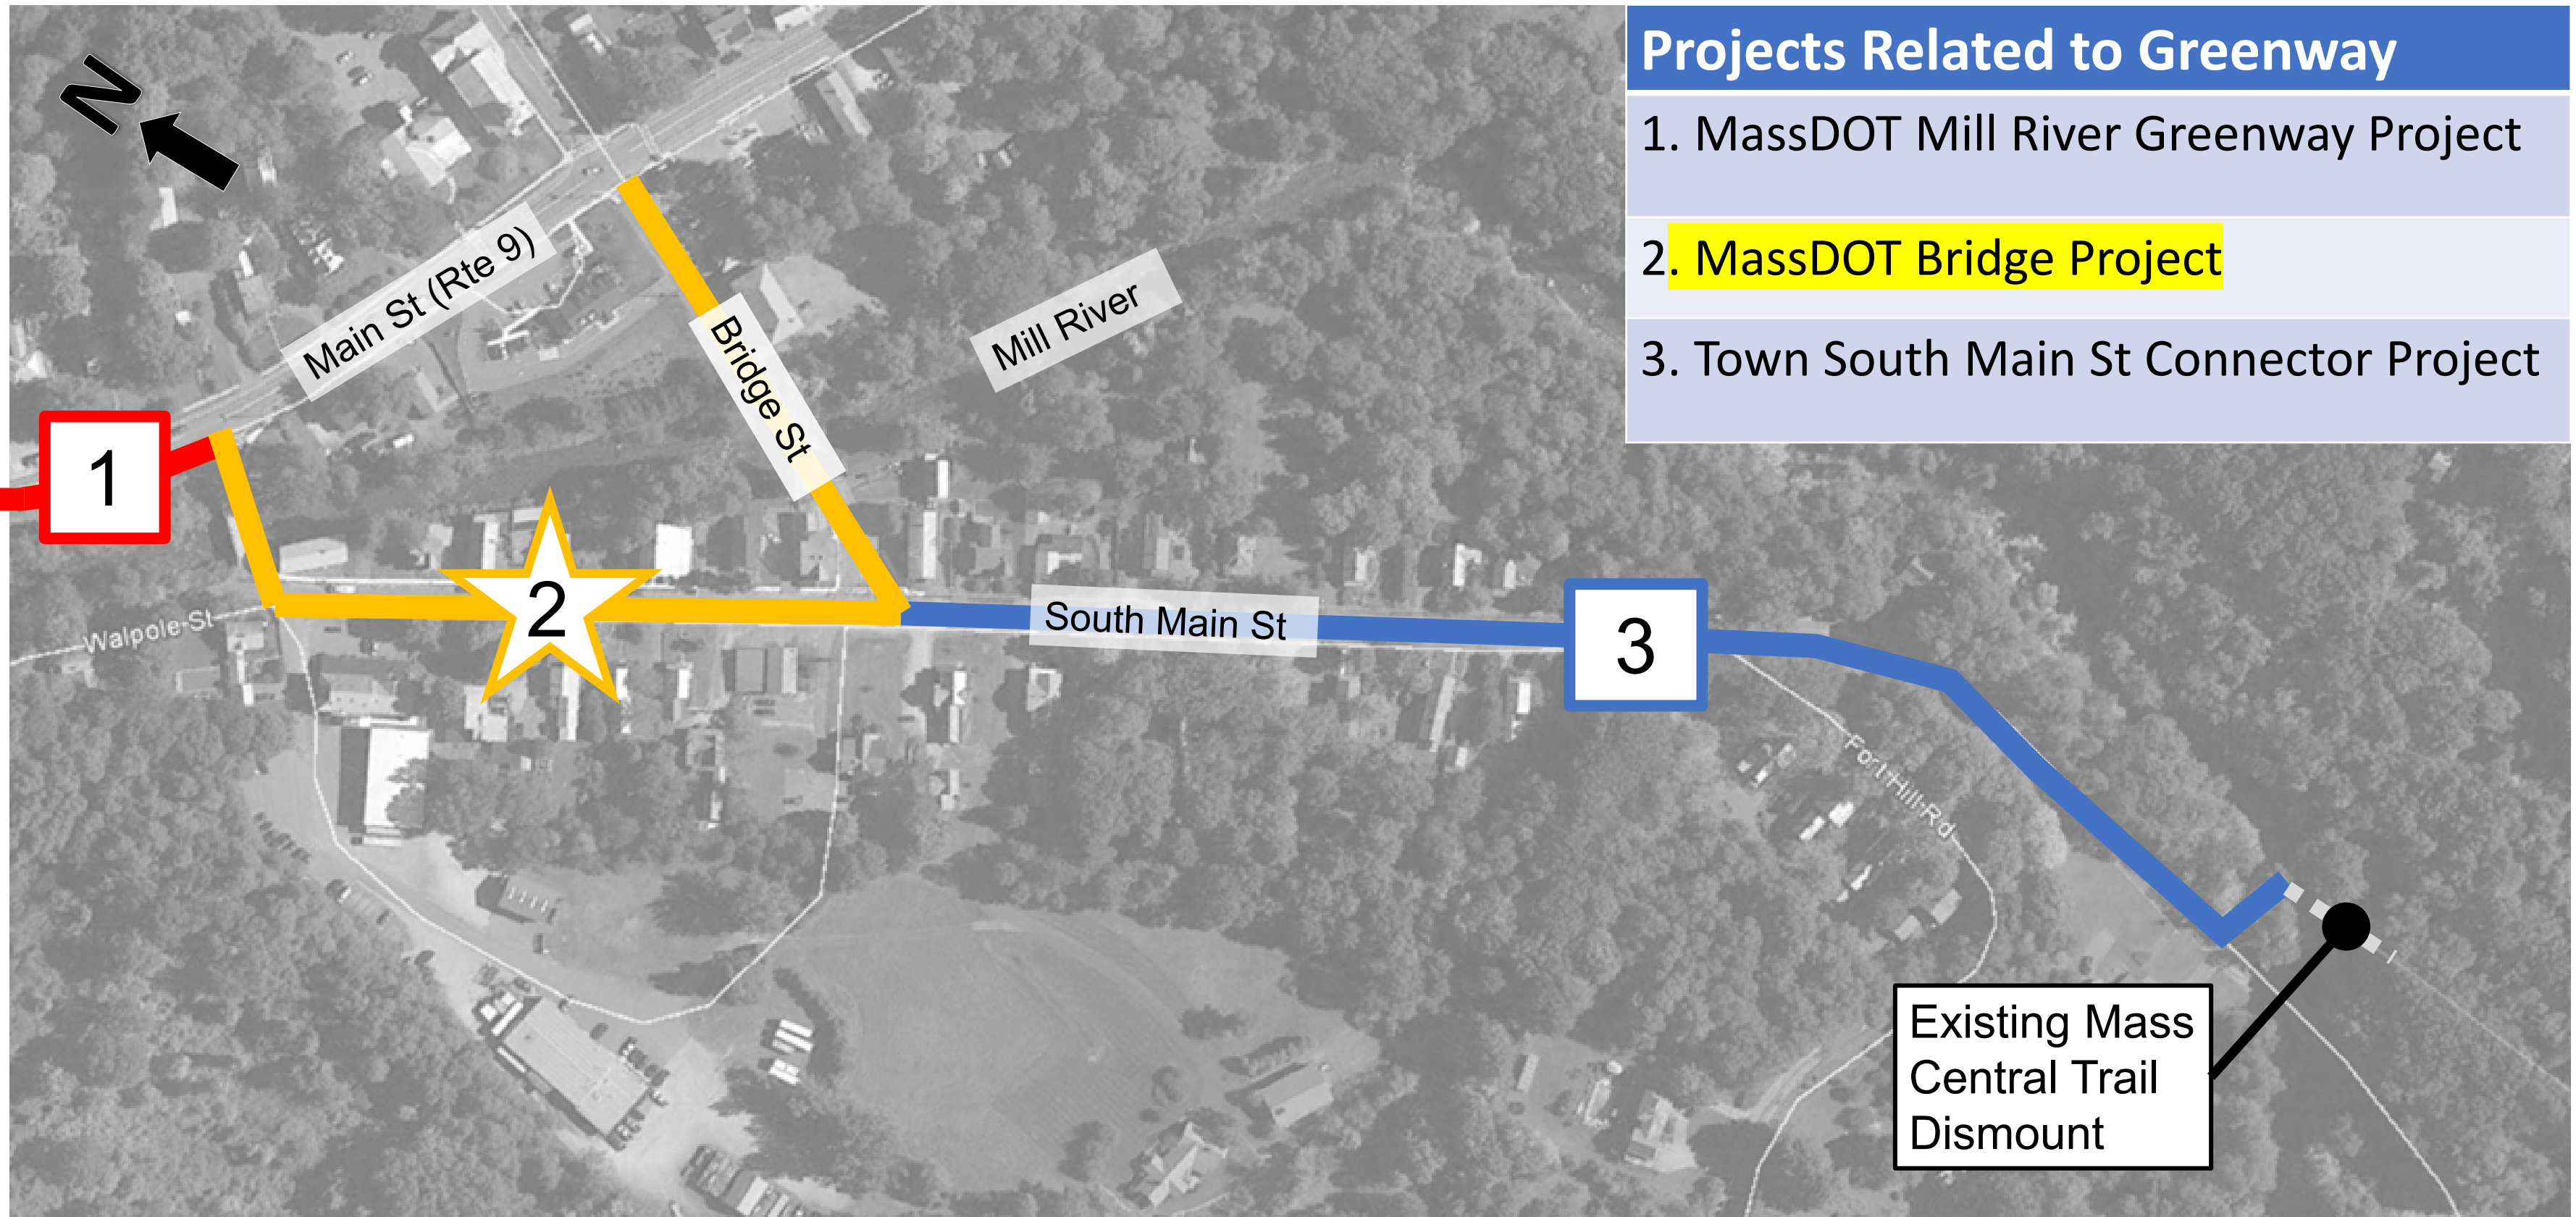 Projects Related to Greenway
1. MassDOT Mill River Greenway Project
2. MassDOT Bridge Project
3. Town South Main St Connector Project
N
Main St (Rte 9)
Bridge St
Mill River
1
2
Walpole St
South Main St
3
Fort Hill Rd
Existing Mass
Central Trail
Dismount